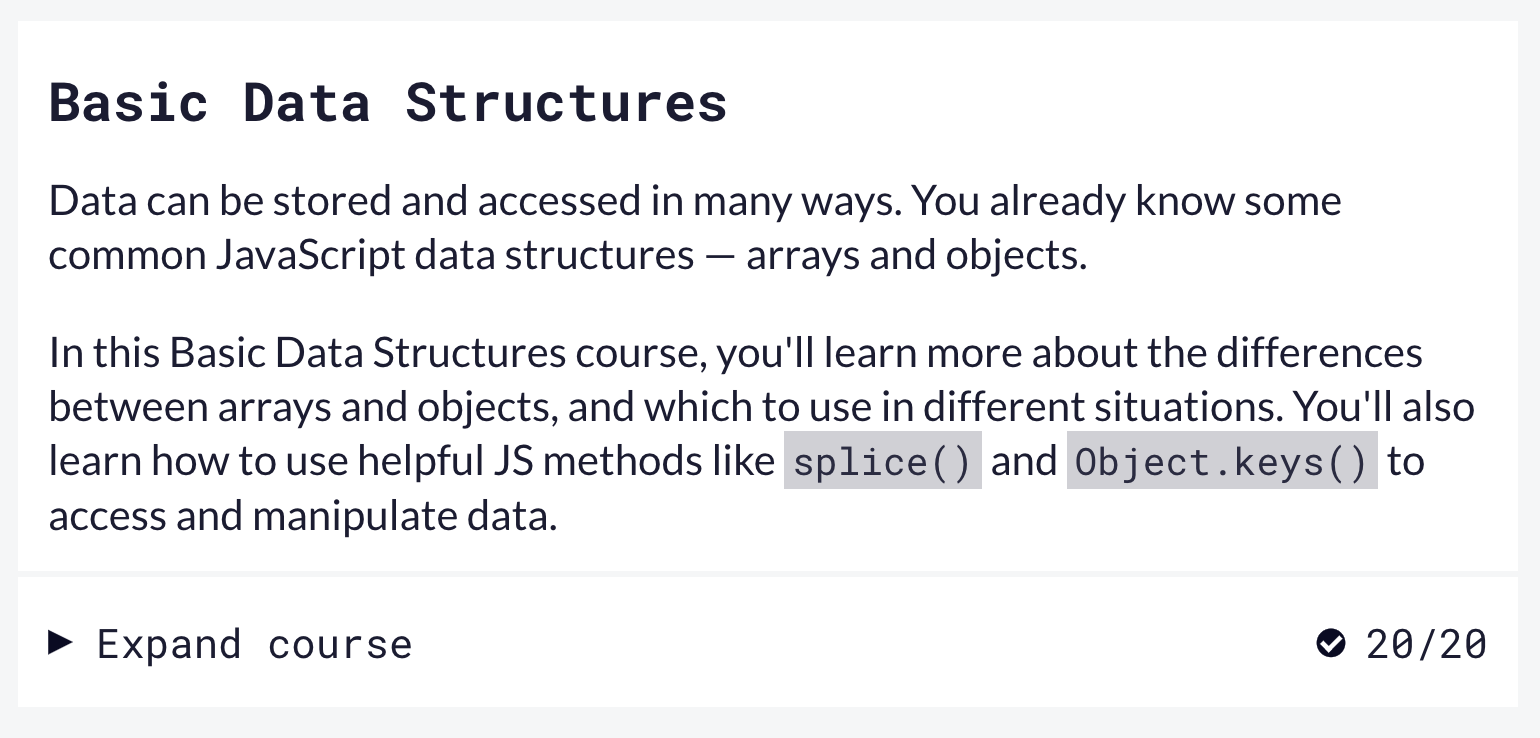 Basic Data Structures
Data can be stored and accessed in many ways. You already know some
common JavaScript data structures — arrays and objects.
In this Basic Data Structures course, you'll learn more about the differences
between arrays and objects, and which to use in different situations. You'll also
learn how to use helpful JS methods like splice() and Object.keys() to
access and manipulate data.
Expand course 20/20